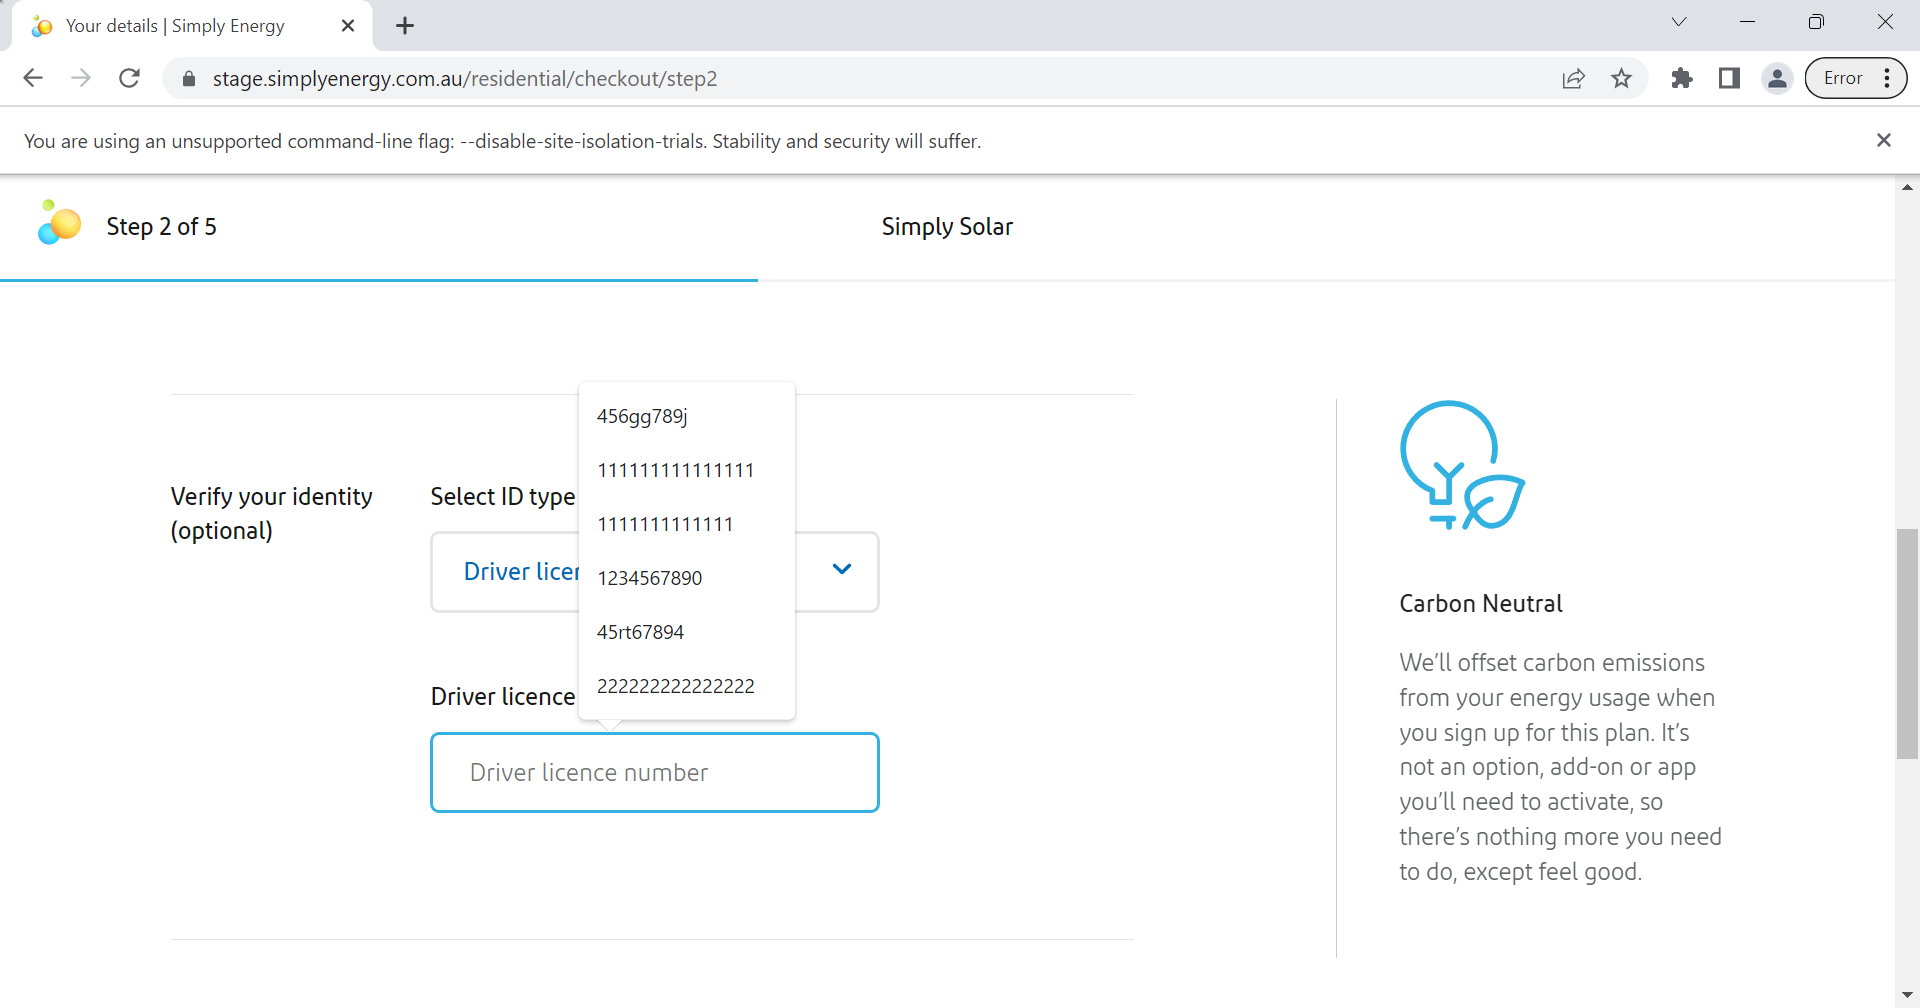 Your details | Simply Energy
stage.simplyenergy.com.au/residential/checkout/step2
Error
You are using an unsupported command-line flag: --disable-site-isolation-trials. Stability and security will suffer.
Step 2 of 5
Simply Solar
Verify your identity
(optional)
Select ID type
Driver licen
456gg789j
111111111111111
1111111111111
1234567890
45rt67894
222222222222222
Driver licence
Driver licence number
Carbon Neutral
We'll offset carbon emissions
from your energy usage when
you sign up for this plan. It's
not an option, add-on or app
you'll need to activate, so
there's nothing more you need
to do, except feel good.